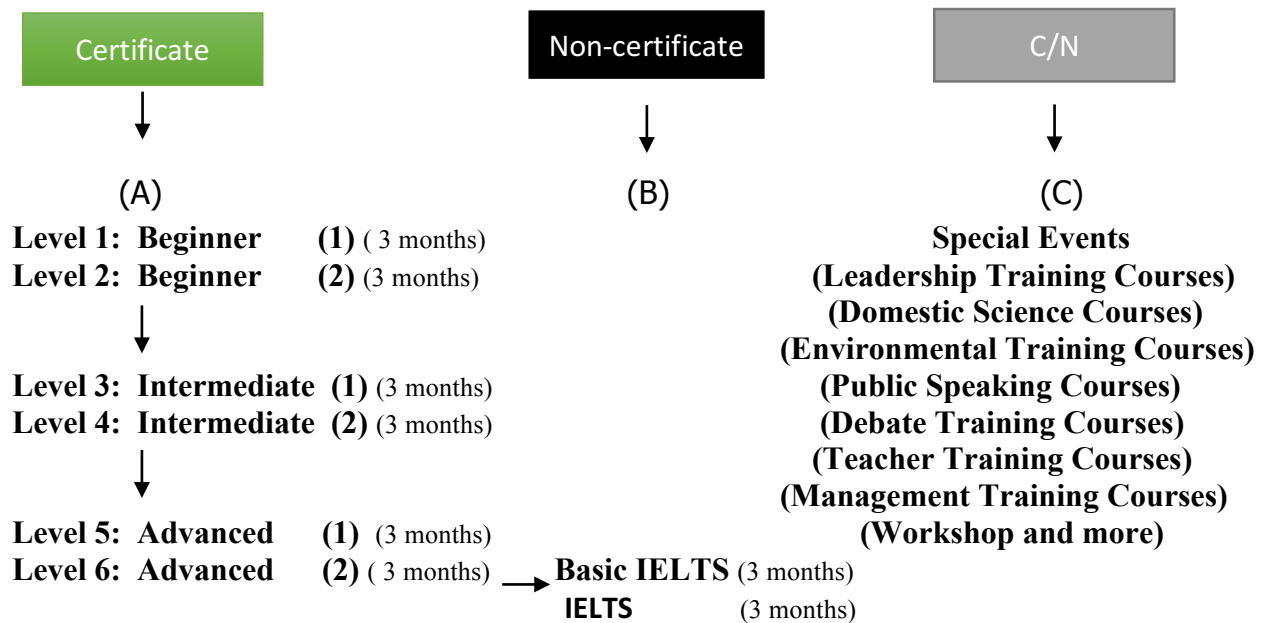 Certificate
Non-certificate
C/N
(A)
(B)
(C)
Level 1: Beginner (1) ( 3 months)
Level 2: Beginner (2) (3 months)
Level 3: Intermediate (1) (3 months)
Level 4: Intermediate (2) (3 months)
Level 5: Advanced (1) (3 months)
Level 6: Advanced (2) ( 3 months)
Basic IELTS (3 months)
IELTS (3 months)
Special Events
(Leadership Training Courses)
(Domestic Science Courses)
(Environmental Training Courses)
(Public Speaking Courses)
(Debate Training Courses)
(Teacher Training Courses)
(Management Training Courses)
(Workshop and more)